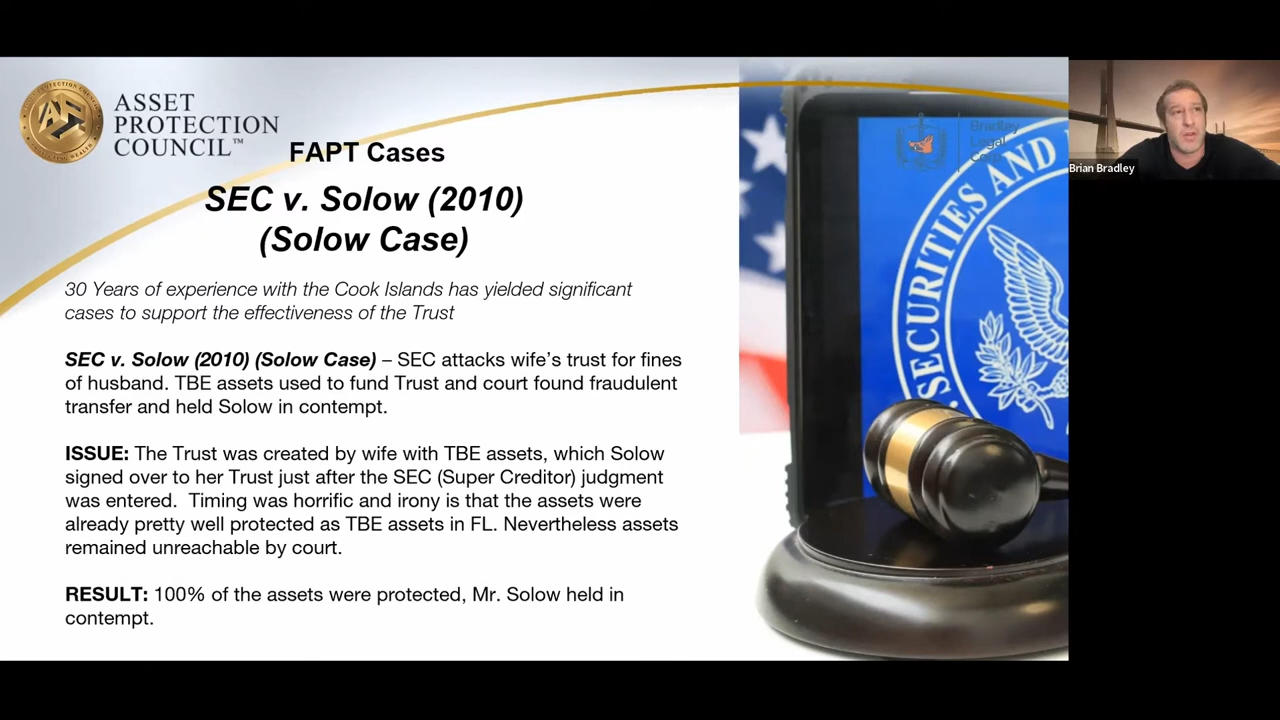 ASSET
PROTECTION
COUNCIL™
FAPT Cases
SEC v. Solow (2010)
(Solow Case)
30 Years of experience with the Cook Islands has yielded significant
cases to support the effectiveness of the Trust
SEC v. Solow (2010) (Solow Case) – SEC attacks wife's trust for fines
of husband. TBE assets used to fund Trust and court found fraudulent
transfer and held Solow in contempt.
ISSUE: The Trust was created by wife with TBE assets, which Solow
signed over to her Trust just after the SEC (Super Creditor) judgment
was entered.  Timing was horrific and irony is that the assets were
already pretty well protected as TBE assets in FL. Nevertheless assets
remained unreachable by court.
RESULT: 100% of the assets were protected, Mr. Solow held in
contempt.
Bradley
Legal
SECURITIES AND
Brian Bradley